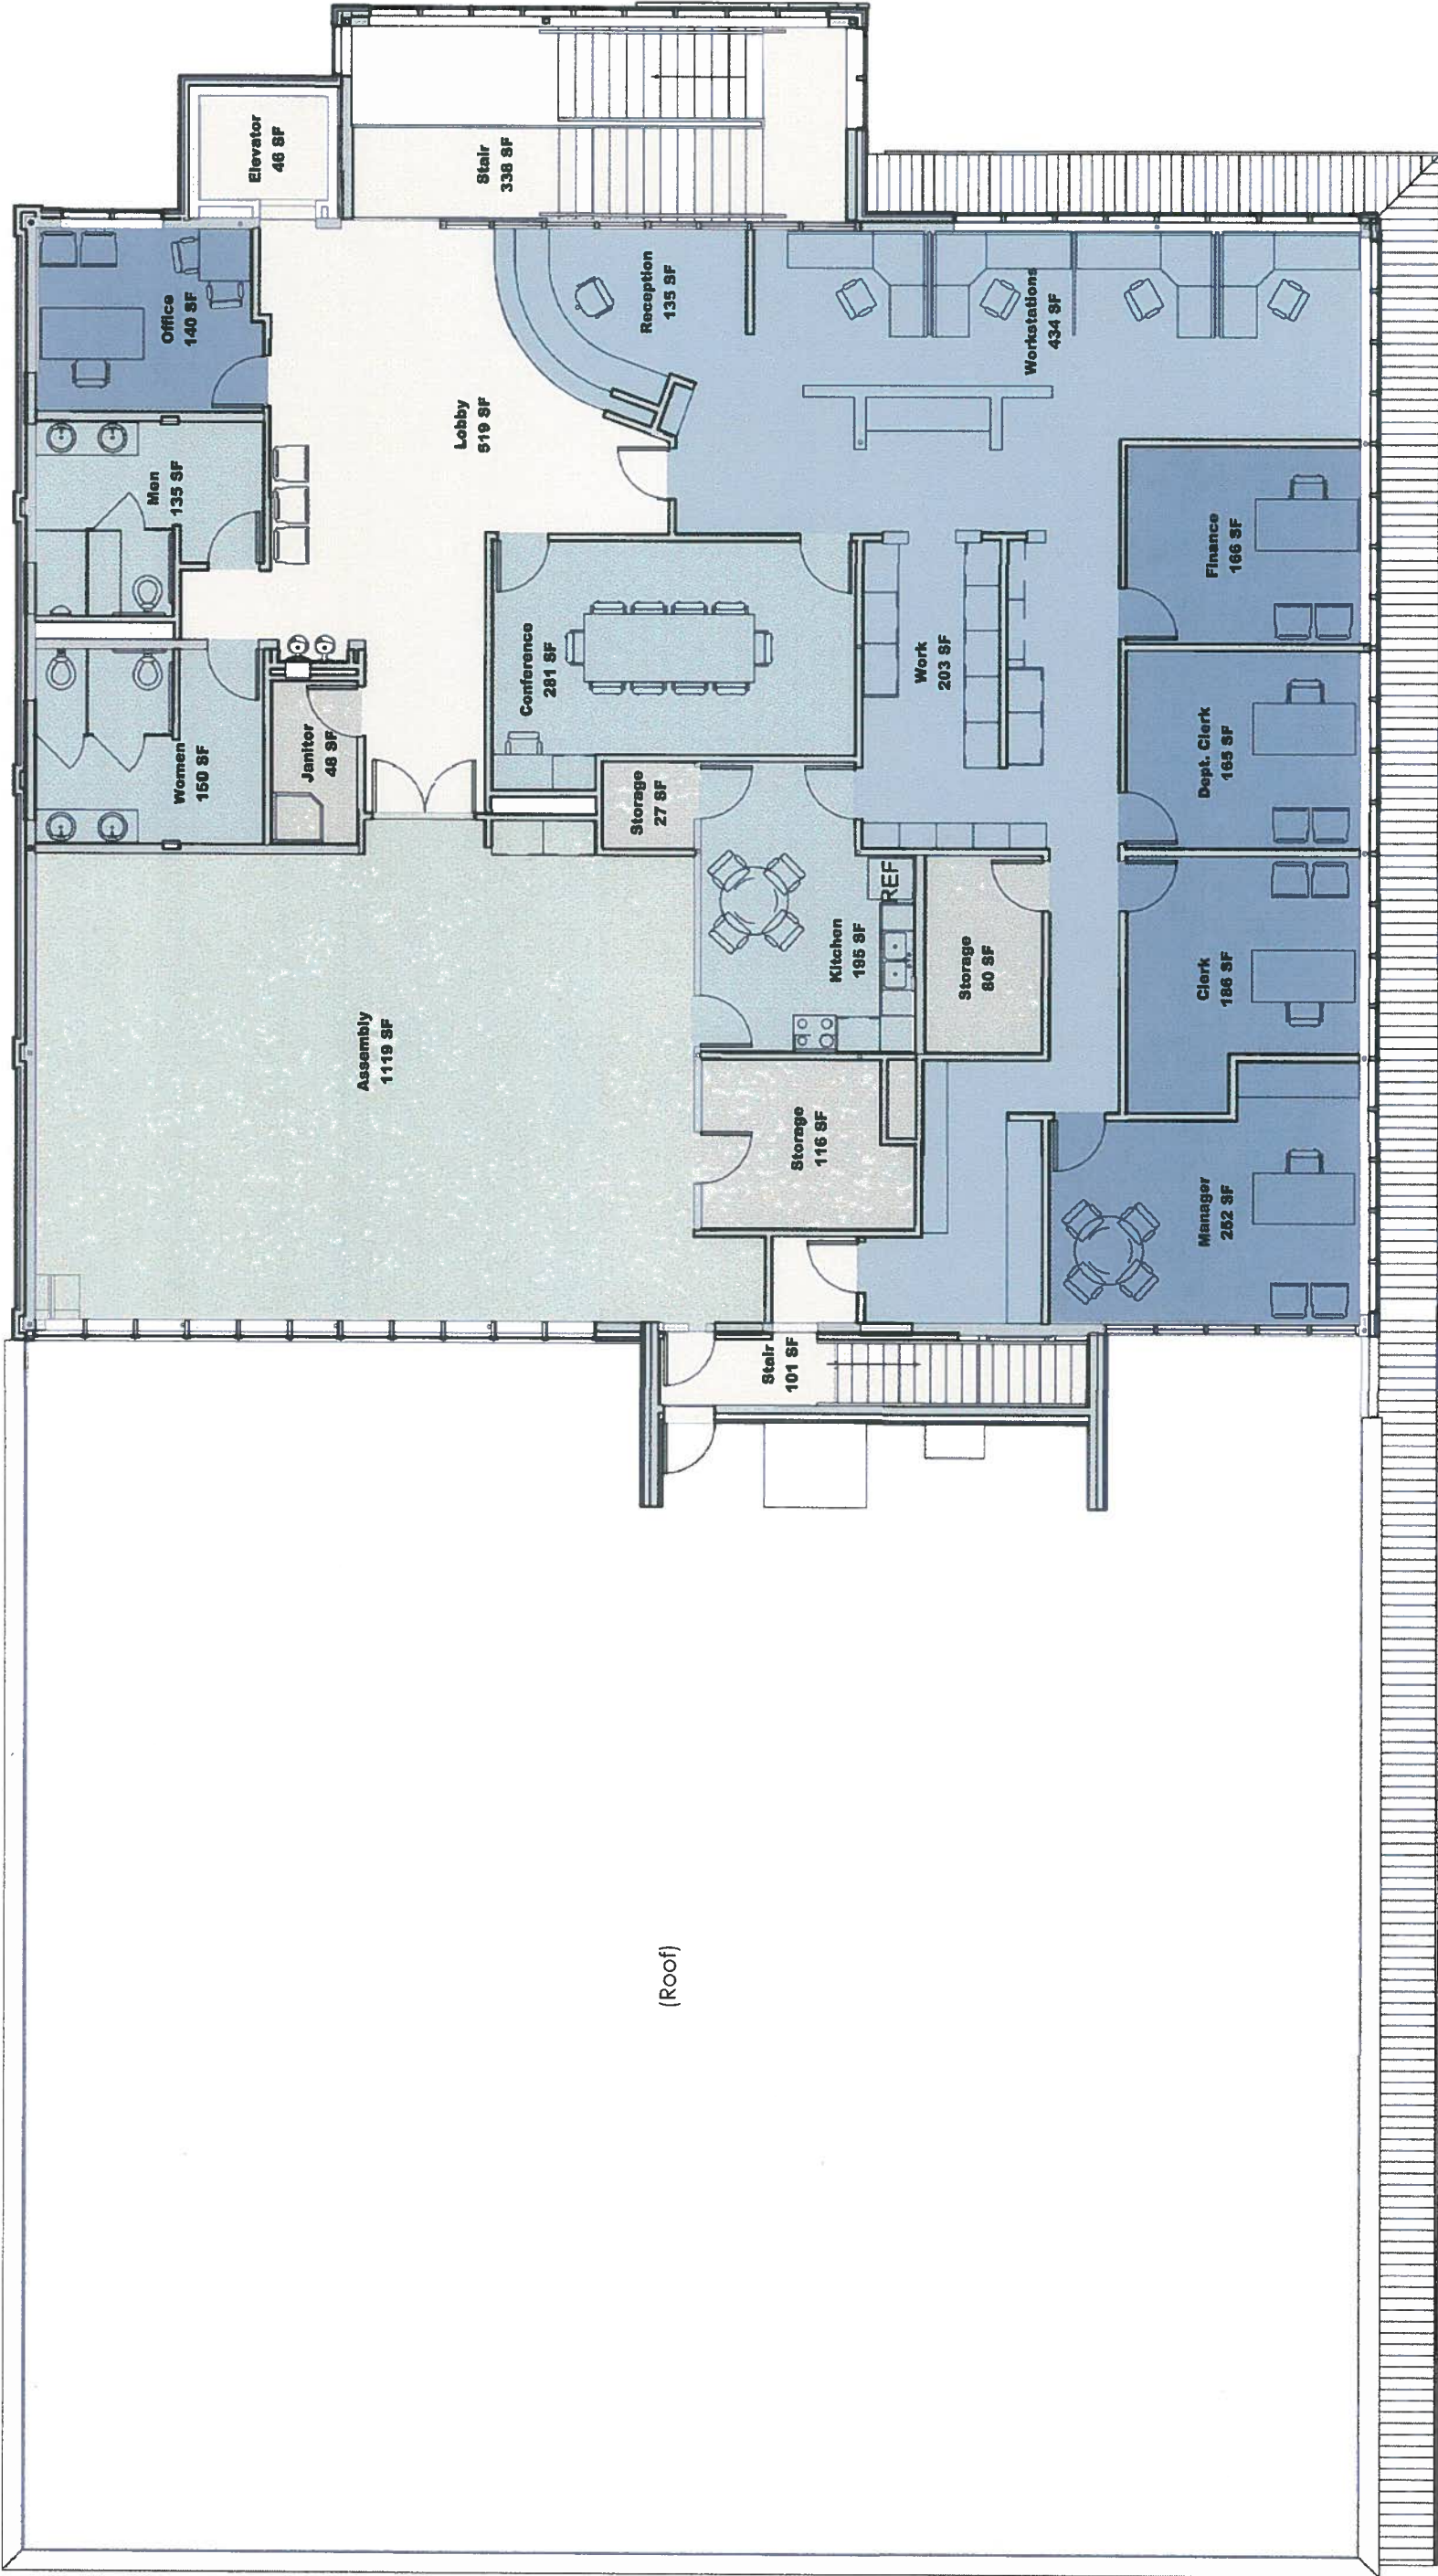 Women
150 SF
Men
135 SF
Office
140 SF
Elevator
46 SF
Janitor
48 SF
Assembly
1119 SF
Lobby
519 SF
Stair
338 SF
Conference
281 SF
Storage
27 SF
Reception
135 SF
(Roof)
Stair
101 SF
Storage
116 SF
Kitchen
195 SF
REF
Work
203 SF
Storage
80 SF
Workstations
434 SF
Manager
252 SF
Clerk
186 SF
Dept. Clerk
165 SF
Finance
166 SF